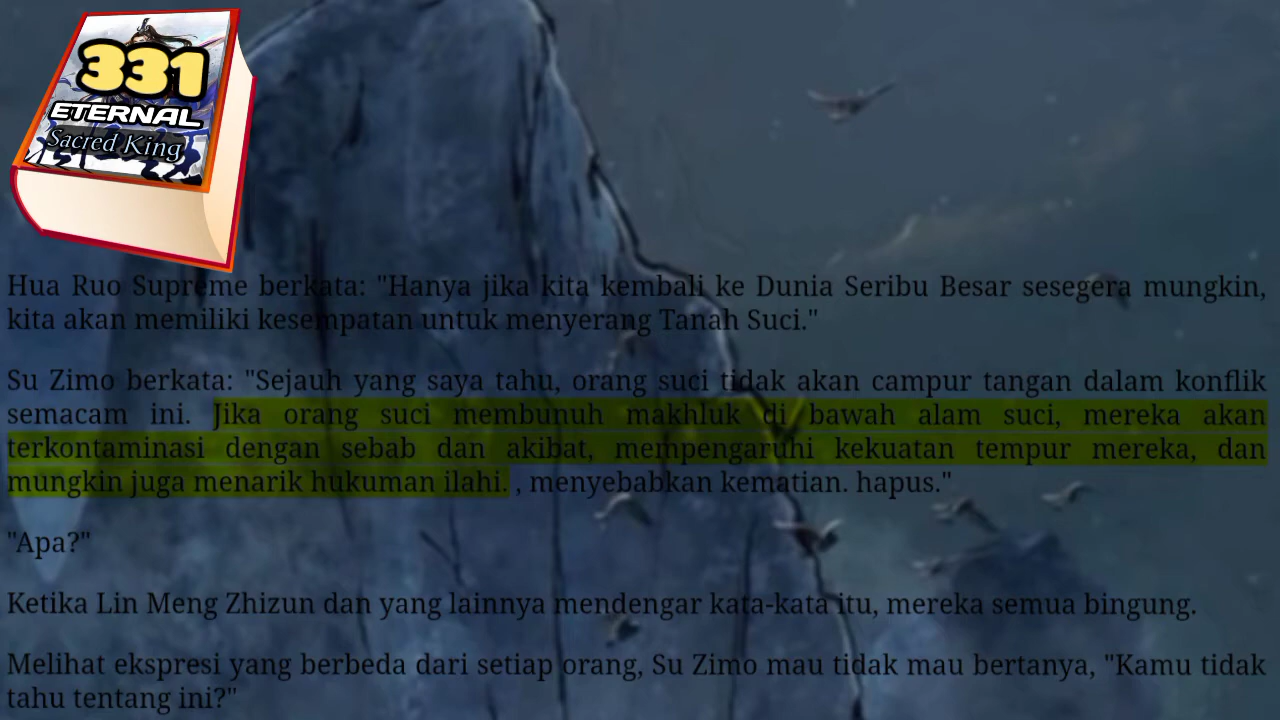 331
ETERNAL
Sacred King
Hua Ruo Supreme berkata: "Hanya jika kita kembali ke Dunia Seribu Besar sesegera mungkin,
kita akan memiliki kesempatan untuk menyerang Tanah Suci."
Su Zimo berkata: "Sejauh yang saya tahu, orang suci tidak akan campur tangan dalam konflik
semacam ini. Jika orang suci membunuh makhluk di bawah alam suci, mereka akan
terkontaminasi dengan sebab dan akibat, mempengaruhi kekuatan tempur mereka, dan
mungkin juga menarik hukuman ilahi. , menyebabkan kematian. hapus."
"Apa?"
Ketika Lin Meng Zhizun dan yang lainnya mendengar kata-kata itu, mereka semua bingung.
Melihat ekspresi yang berbeda dari setiap orang, Su Zimo mau tidak mau bertanya, "Kamu tidak
tahu tentang ini?"